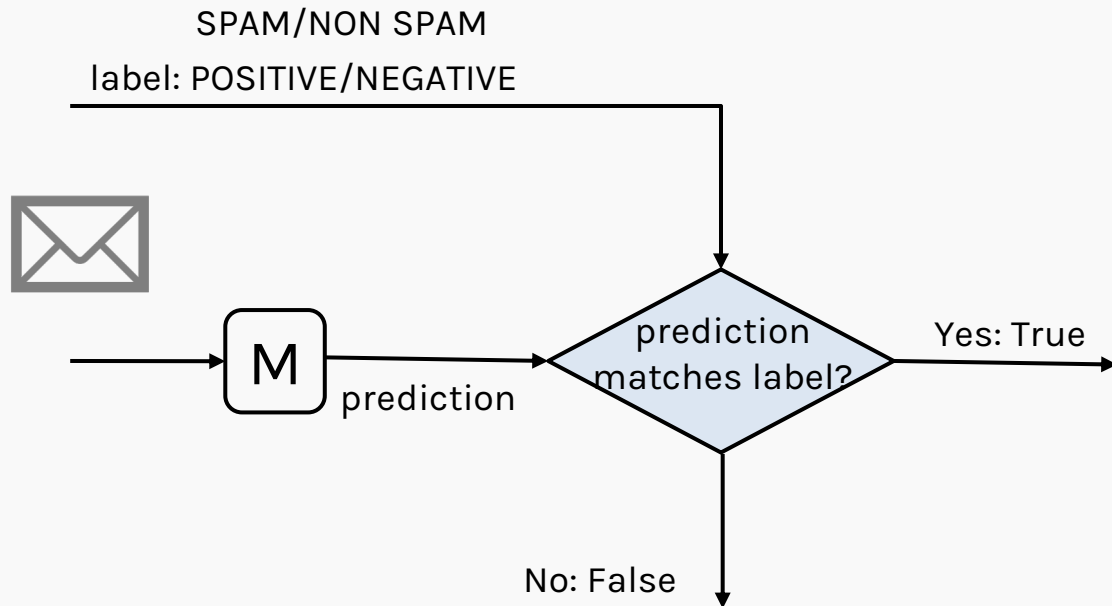 SPAM/NON SPAM
label: POSITIVE/NEGATIVE
M
prediction
prediction
matches label?
Yes: True
No: False